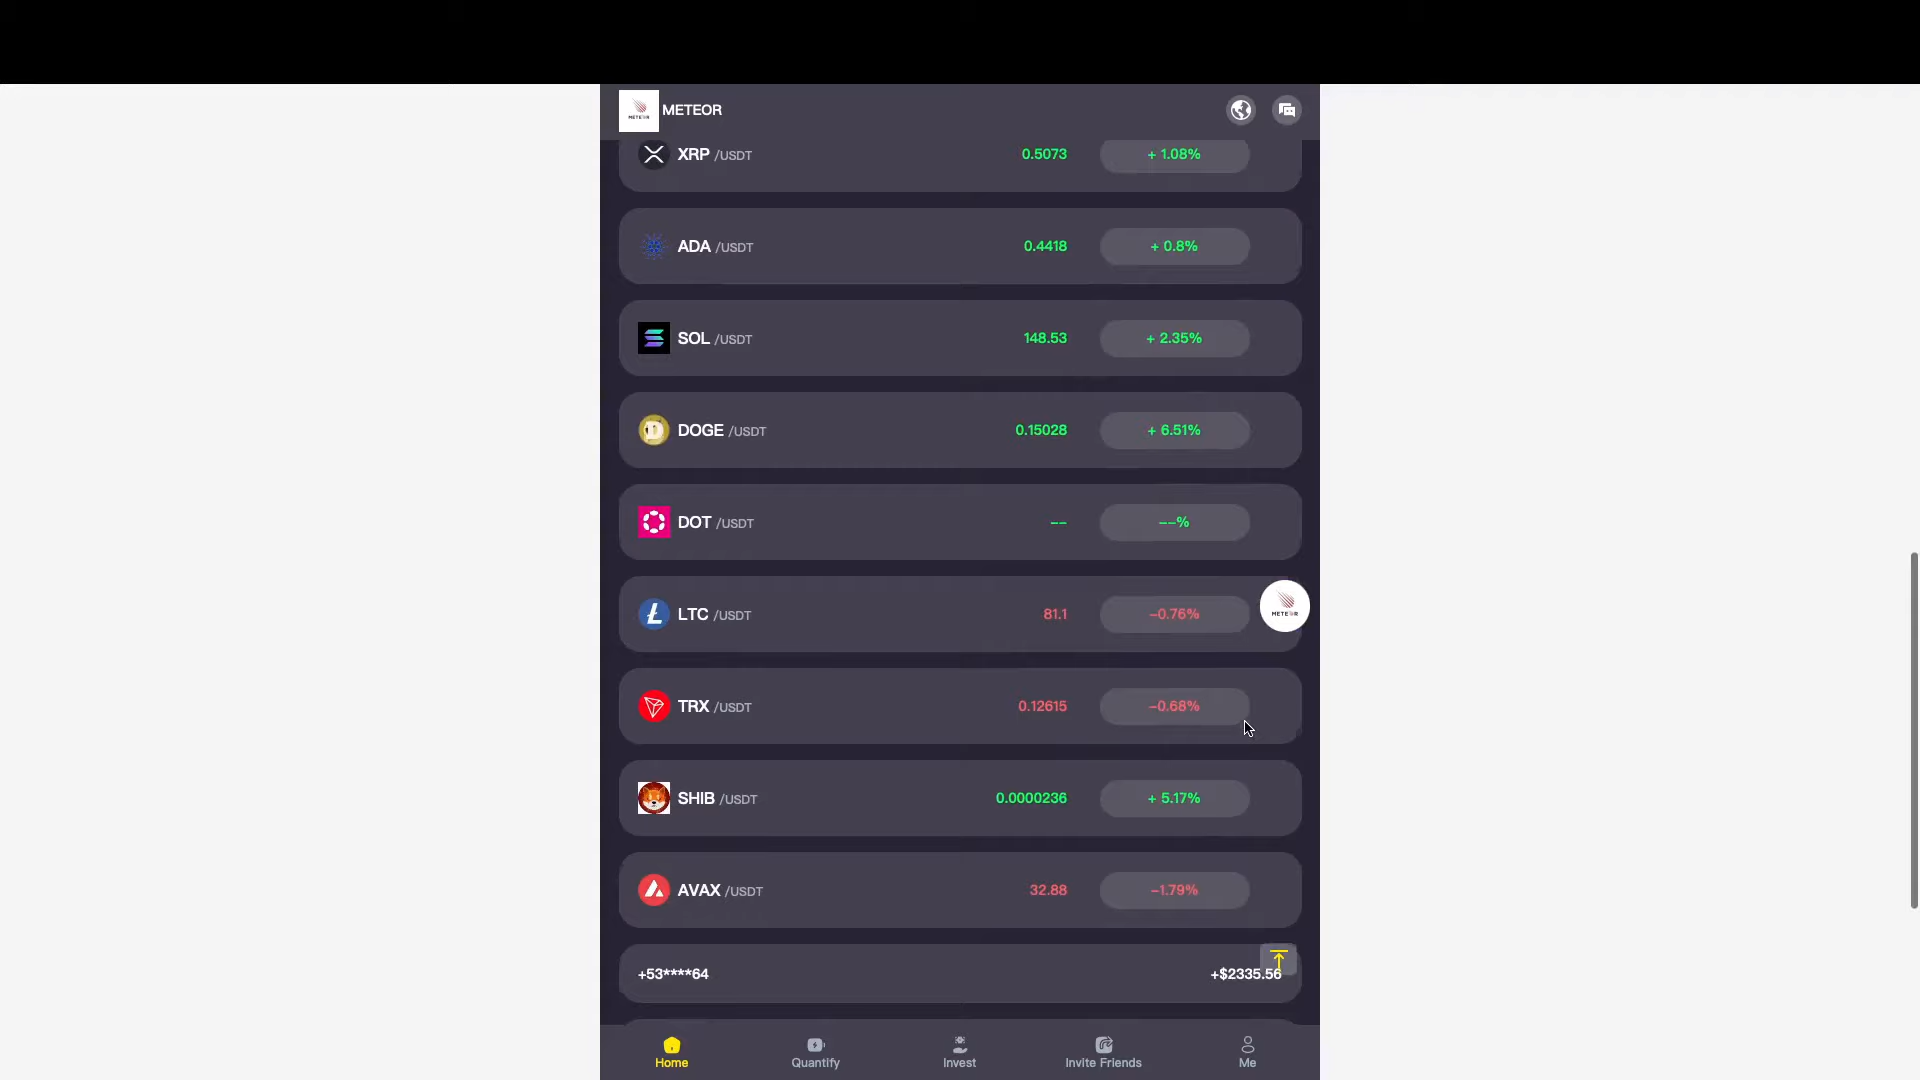 METEOR METEOR
XRP /USDT 0.5073 + 1.08%
ADA /USDT 0.4418 + 0.8%
SOL /USDT 148.53 + 2.35%
DOGE /USDT 0.15028 + 6.51%
DOT /USDT -- --%
LTC /USDT 81.1 -0.76%
METEOR
TRX /USDT 0.12615 -0.68%
SHIB /USDT 0.0000236 + 5.17%
AVAX /USDT 32.88 -1.79%
+53****64 +$2335.56
Home Quantify Invest Invite Friends Me